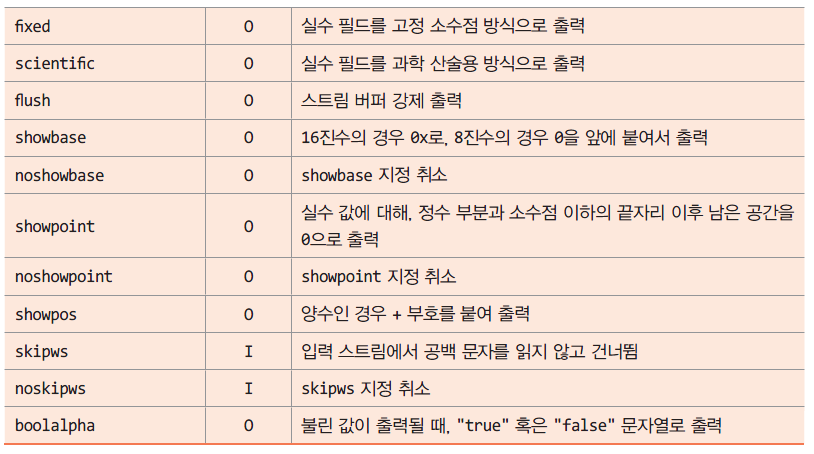 fixed O 실수 필드를 고정 소수점 방식으로 출력
scientific O 실수 필드를 과학 산술용 방식으로 출력
flush O 스트림 버퍼 강제 출력
showbase O 16진수의 경우 0x로, 8진수의 경우 0을 앞에 붙여서 출력
noshowbase O showbase 지정 취소
showpoint O 실수 값에 대해, 정수 부분과 소수점 이하의 끝자리 이후 남은 공간을
0으로 출력
noshowpoint O showpoint 지정 취소
showpos O 양수인 경우 + 부호를 붙여 출력
skipws I 입력 스트림에서 공백 문자를 읽지 않고 건너뜀
noskipws I skipws 지정 취소
boolalpha O 불린 값이 출력될 때, "true" 혹은 "false" 문자열로 출력